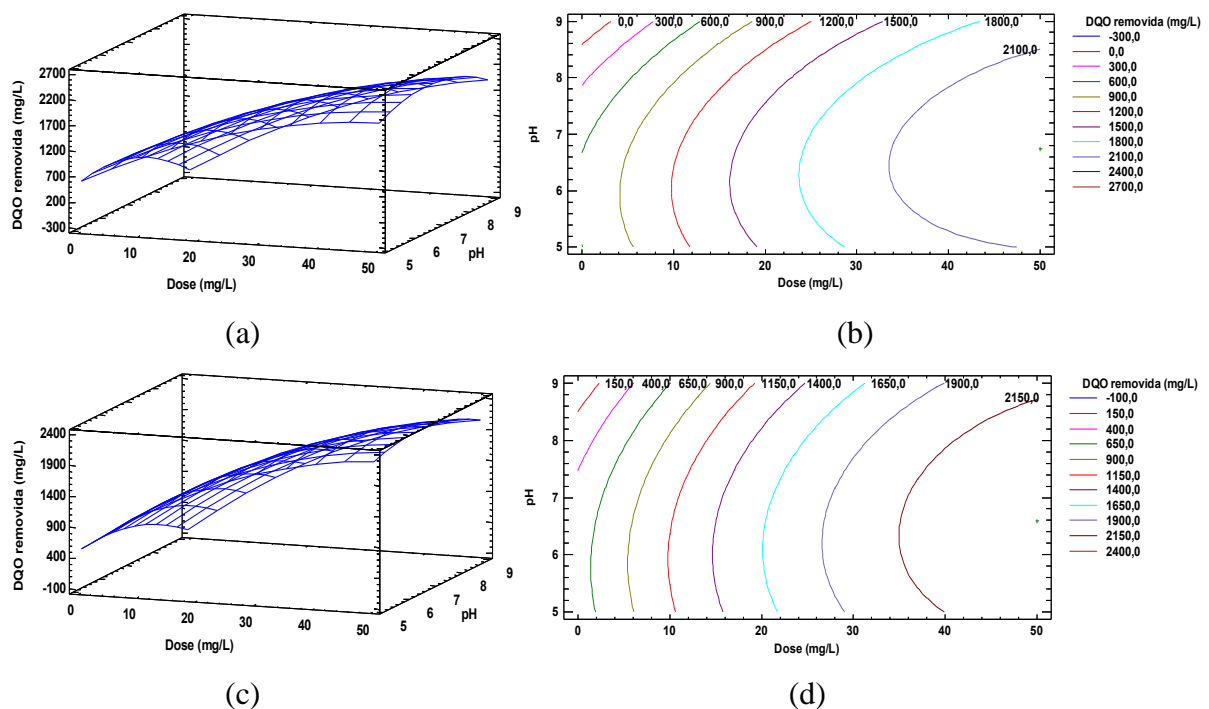 2700
2200
1700
1200
700
200
-300
DQO removida (mg/L)
0 10 20 30 40 50
Dose (mg/L)
5 6 7 8 9
pH
(a)
0,0 300,0 600,0 900,0 1200,0 1500,0 1800,0
2100,0
9
8
7
6
5
pH
0 10 20 30 40 50
Dose (mg/L)
DQO removida (mg/L)
-300,0
0,0
300,0
600,0
900,0
1200,0
1500,0
1800,0
2100,0
2400,0
2700,0
(b)
2400
1900
1400
900
400
-100
DQO removida (mg/L)
0 10 20 30 40 50
Dose (mg/L)
5 6 7 8 9
pH
(c)
150,0 400,0 650,0 900,0 1150,0 1400,0 1650,0 1900,0
2150,0
9
8
7
6
5
pH
0 10 20 30 40 50
Dose (mg/L)
DQO removida (mg/L)
-100,0
150,0
400,0
650,0
900,0
1150,0
1400,0
1650,0
1900,0
2150,0
2400,0
(d)